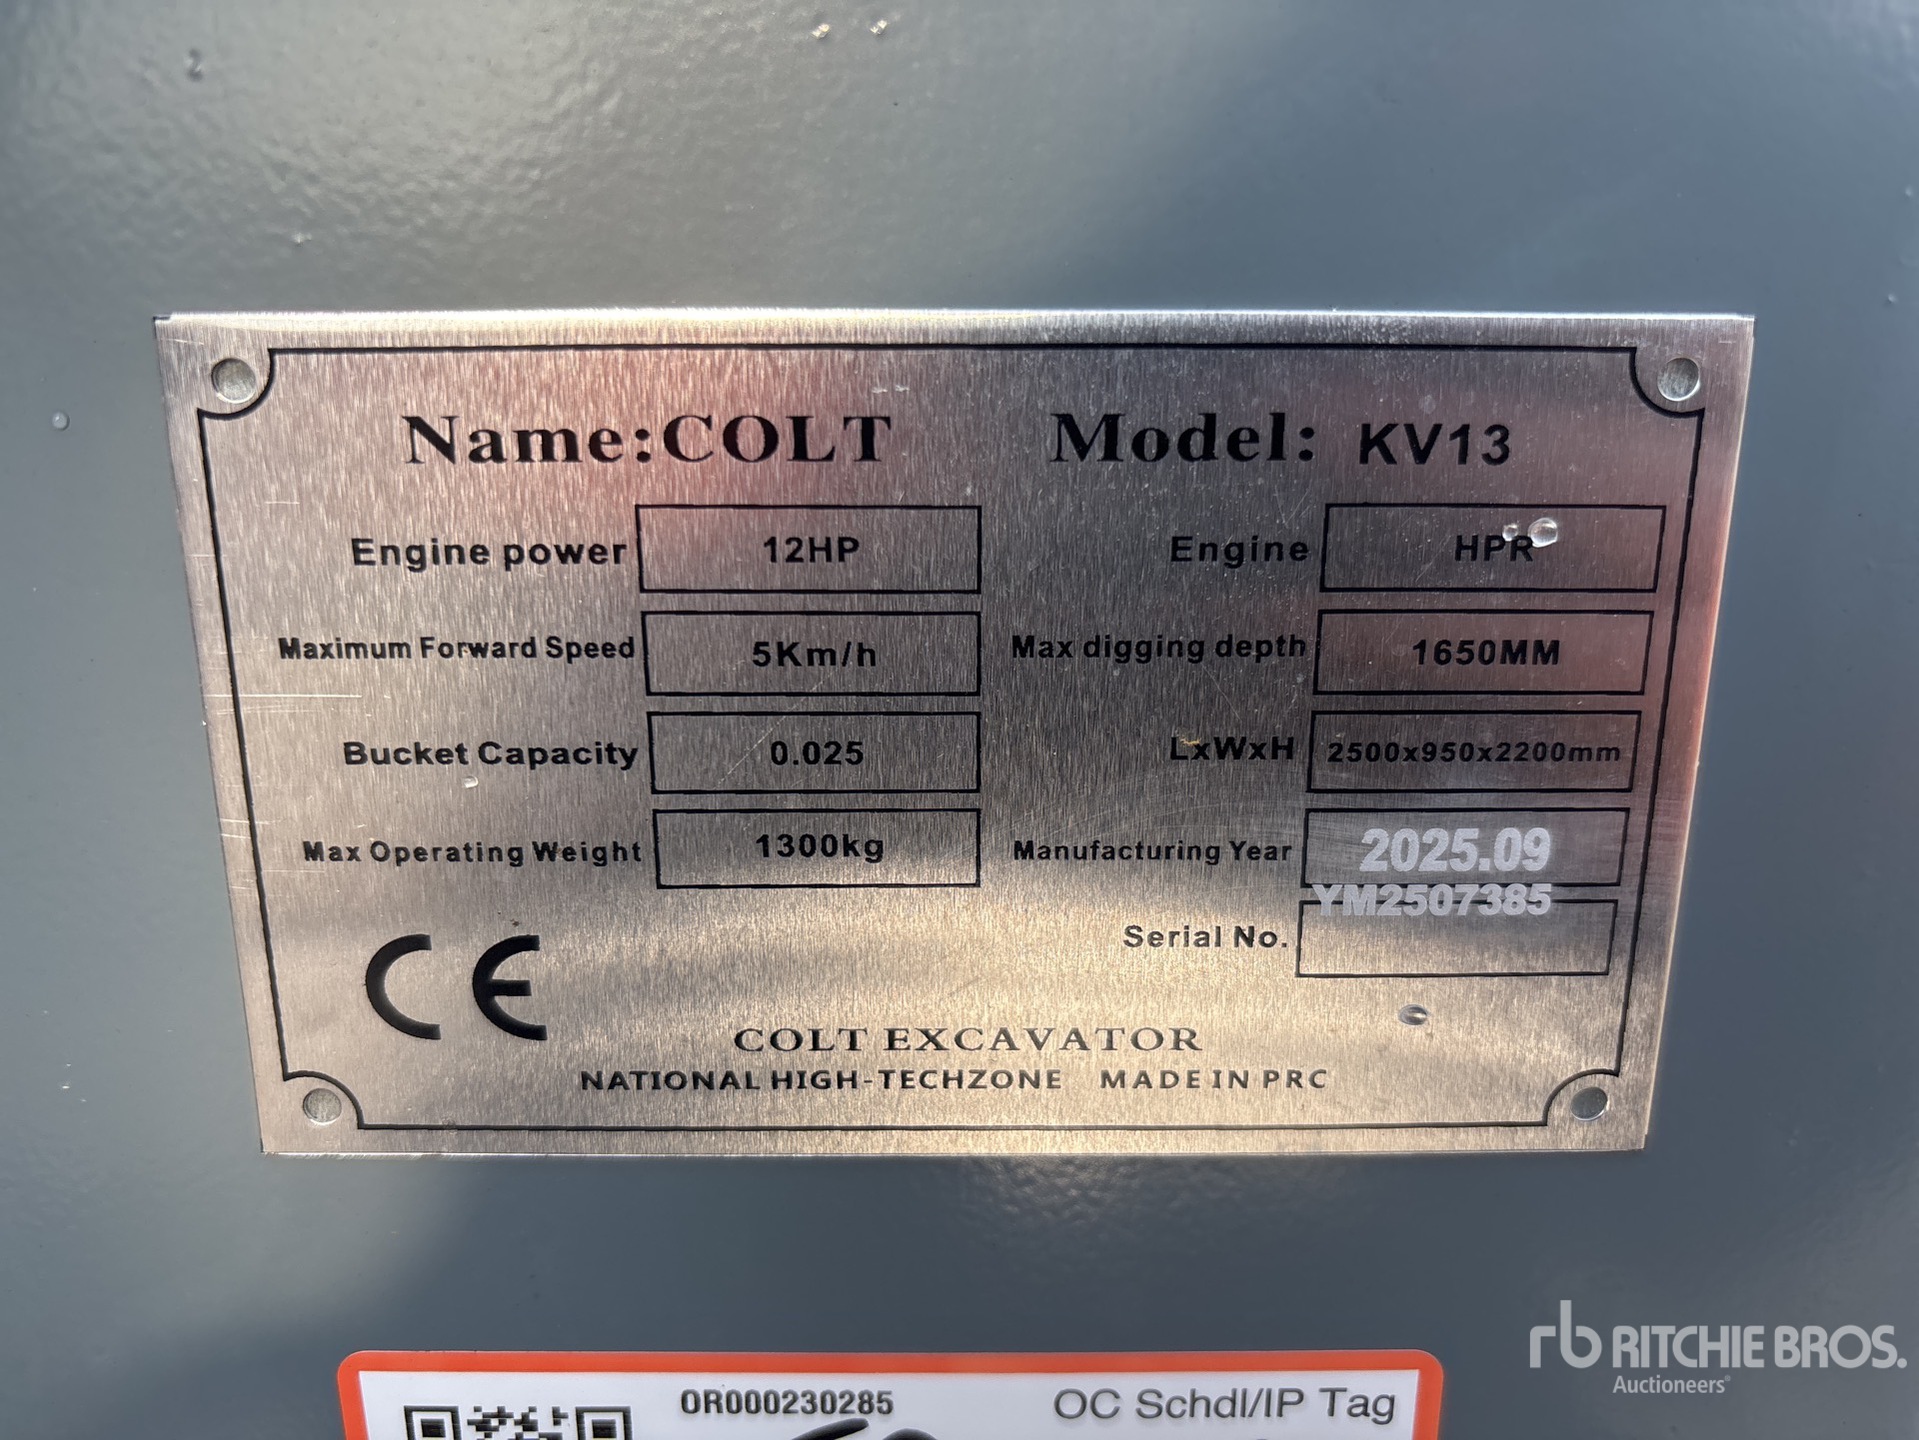 Name:COLT Model: KV13
Engine power 12HP Engine HPR
Maximum Forward Speed 5Km/h Max digging depth 1650MM
Bucket Capacity 0.025 LxWxH 2500x950x2200mm
Max Operating Weight 1300kg Manufacturing Year 2025.09
YM2507385
Serial No.
CE
COLT EXCAVATOR
NATIONAL HIGH-TECHZONE MADE IN PRC
rb RITCHIE BROS.
Auctioneers
OR000230285 OC Schdl/IP Tag